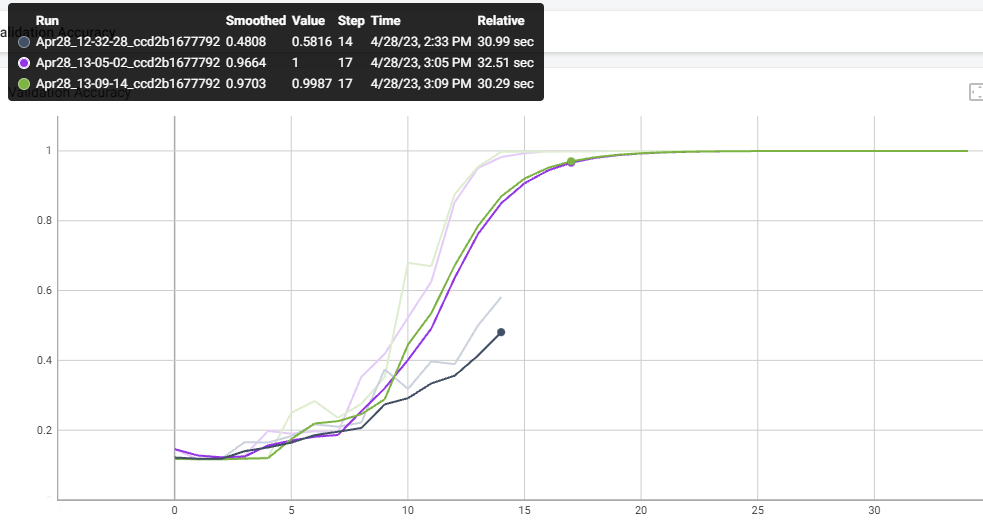 Run Smoothed Value Step Time Relative
Apr28_12-32-28_ccd2b1677792 0.4808 0.5816 14 4/28/23, 2:33 PM 30.99 sec
Apr28_13-05-02_ccd2b1677792 0.9664 1 17 4/28/23, 3:05 PM 32.51 sec
Apr28_13-09-14_ccd2b1677792 0.9703 0.9987 17 4/28/23, 3:09 PM 30.29 sec
Validation Accuracy
1
0.8
0.6
0.4
0.2
0 5 10 15 20 25 30